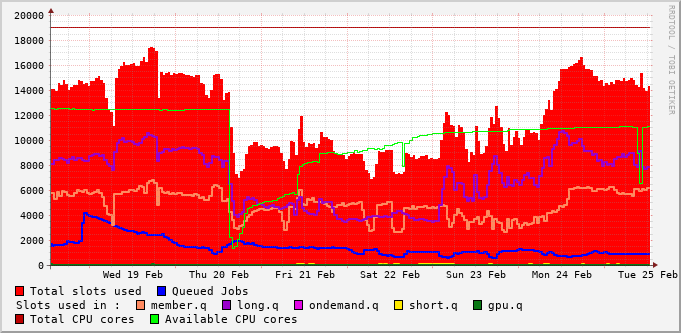 20000
18000
16000
14000
12000
10000
8000
6000
4000
2000
0
Wed 19 Feb Thu 20 Feb Fri 21 Feb Sat 22 Feb Sun 23 Feb Mon 24 Feb Tue 25 Feb
RRDTOOL / TOBI OETIKER
Total slots used Queued Jobs
Slots used in : member.q long.q ondemand.q short.q gpu.q
Total CPU cores Available CPU cores